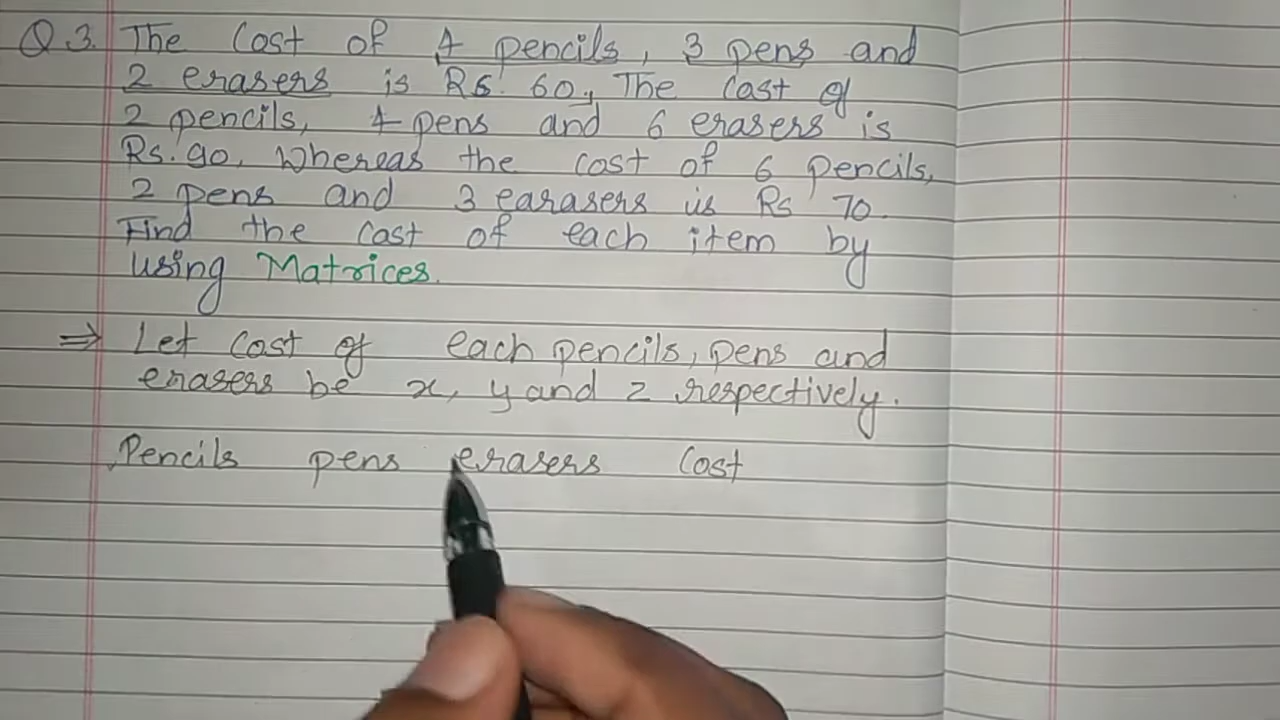 Q 3. The Cost of 4 pencils, 3 pens and
2 erasers is Rs. 60. The Cost of
2 pencils, 4 pens and 6 erasers is
Rs. 90. Whereas the cost of 6 pencils,
2 pens and 3 earasers is Rs 70.
Find the cost of each item by
using Matrices.
⇒ Let Cost of each pencils, pens and
erasers be x, y and z respectively.
Pencils pens erasers Cost